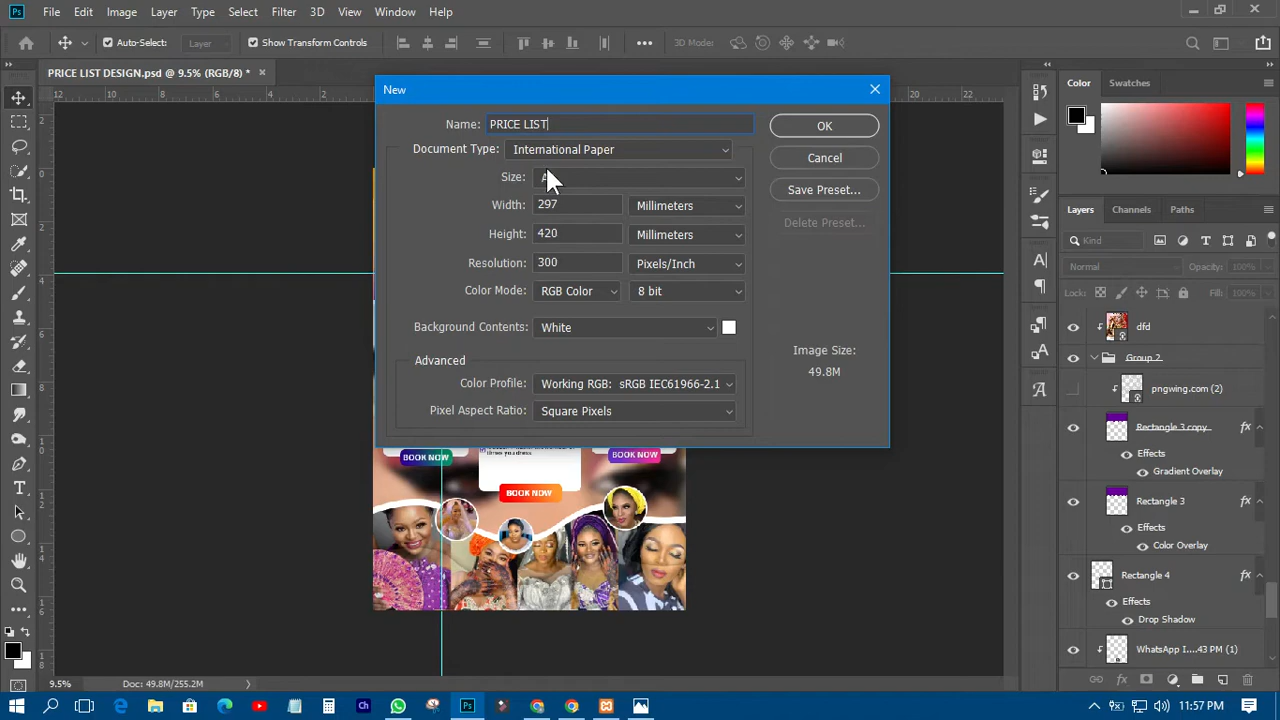 File Edit Image Layer Type Select Filter 3D View Window Help
Auto-Select: Layer Show Transform Controls 3D Mode:
PRICE LIST DESIGN.psd @ 9.5% (RGB/8) *
New
Name: PRICE LIST
Document Type: International Paper
Size:
Width: 297 Millimeters
Height: 420 Millimeters
Resolution: 300 Pixels/Inch
Color Mode: RGB Color 8 bit
Background Contents: White
Advanced
Color Profile: Working RGB: sRGB IEC61966-2.1
Pixel Aspect Ratio: Square Pixels
OK
Cancel
Save Preset...
Delete Preset...
Image Size:
49.8M
BOOK NOW
BOOK NOW
BOOK NOW
Color Swatches
Layers Channels Paths
Kind
Normal Opacity: 100%
Lock: Fill: 100%
dfd
Group 2
pngwing.com (2)
Rectangle 3 copy
Effects
Gradient Overlay
Rectangle 3
Effects
Color Overlay
Rectangle 4
Effects
Drop Shadow
WhatsApp I....43 PM (1)
9.5% Doc: 49.8M/255.2M
11:57 PM